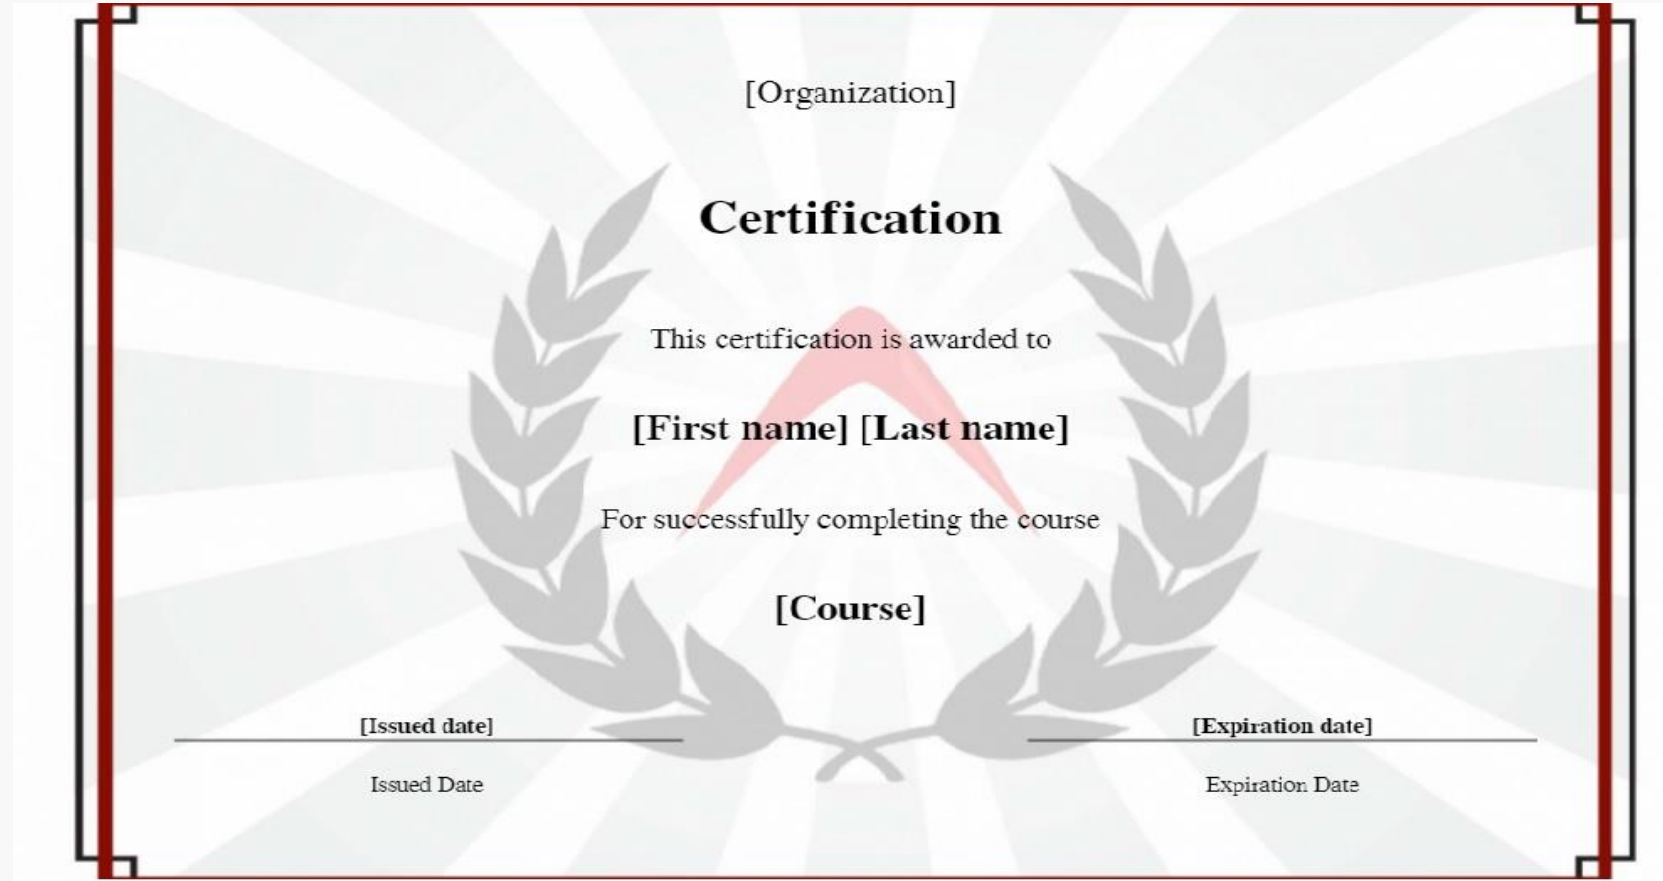 [Organization]
Certification
This certification is awarded to
[First name] [Last name]
For successfully completing the course
[Course]
[Issued date]
[Expiration date]
Issued Date
Expiration Date